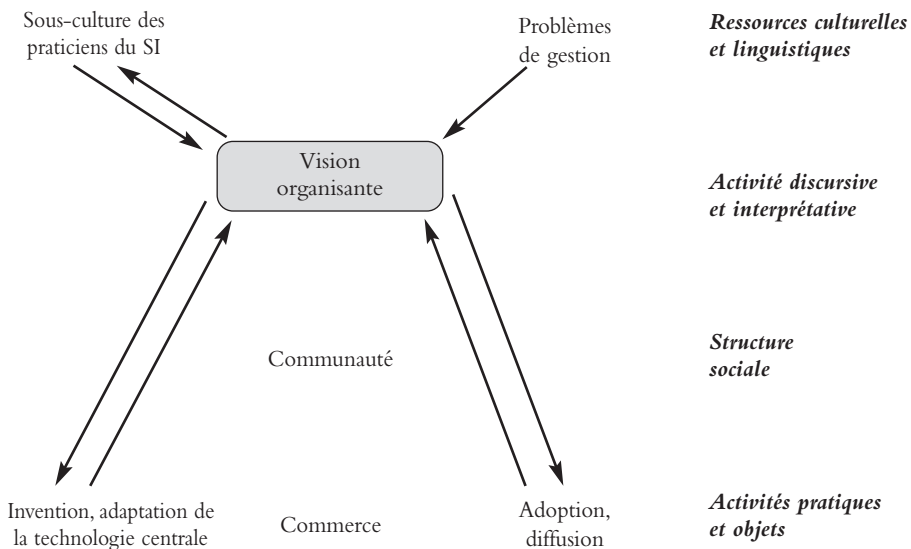 Sous-culture des
praticiens du SI
Problèmes
de gestion
Ressources culturelles
et linguistiques
Vision
organisante
Activité discursive
et interprétative
Communauté
Structure
sociale
Invention, adaptation de
la technologie centrale
Commerce
Adoption,
diffusion
Activités pratiques
et objets